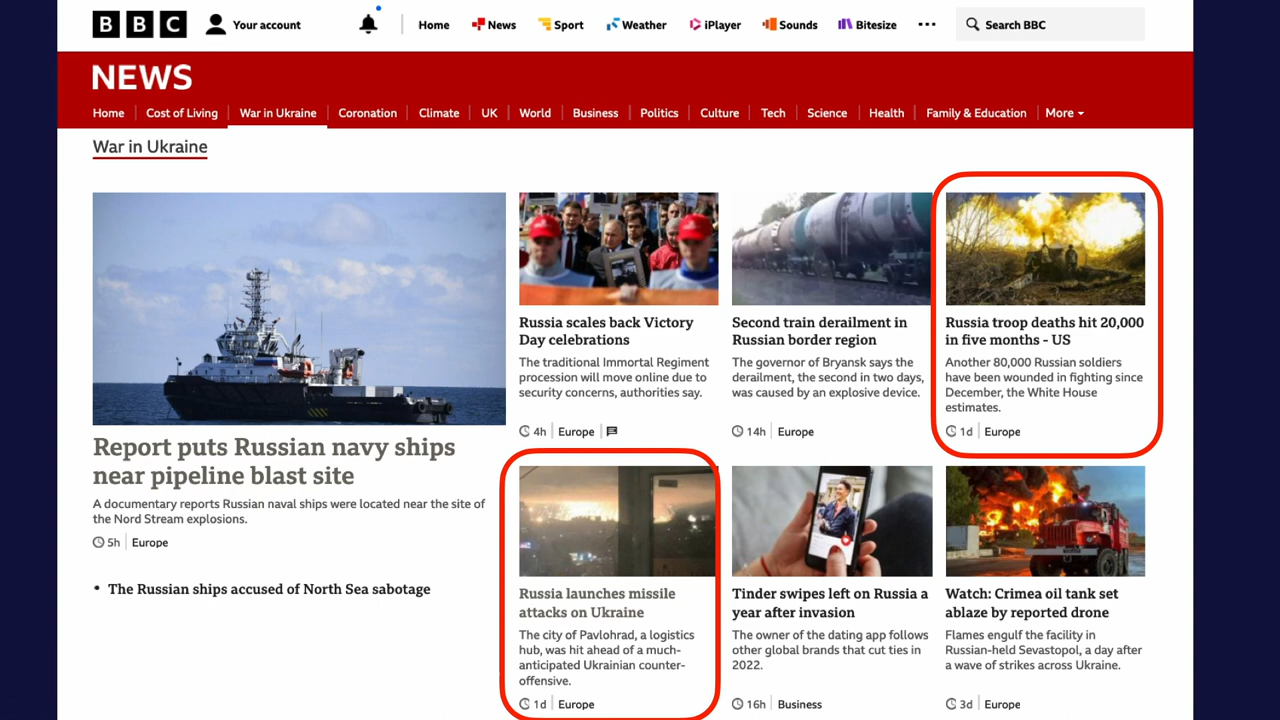 BBC
Your account
Home
News
Sport
Weather
iPlayer
Sounds
Bitesize
Search BBC
NEWS
Home
Cost of Living
War in Ukraine
Coronation
Climate
UK
World
Business
Politics
Culture
Tech
Science
Health
Family & Education
More
War in Ukraine
Report puts Russian navy ships
near pipeline blast site
A documentary reports Russian naval ships were located near the site of
the Nord Stream explosions.
5h | Europe
• The Russian ships accused of North Sea sabotage
Russia scales back Victory
Day celebrations
The traditional Immortal Regiment
procession will move online due to
security concerns, authorities say.
4h | Europe
Second train derailment in
Russian border region
The governor of Bryansk says the
derailment, the second in two days,
was caused by an explosive device.
14h | Europe
Russia troop deaths hit 20,000
in five months - US
Another 80,000 Russian soldiers
have been wounded in fighting since
December, the White House
estimates.
1d | Europe
Russia launches missile
attacks on Ukraine
The city of Pavlohrad, a logistics
hub, was hit ahead of a much-
anticipated Ukrainian counter-
offensive.
1d | Europe
Tinder swipes left on Russia a
year after invasion
The owner of the dating app follows
other global brands that cut ties in
2022.
16h | Business
Watch: Crimea oil tank set
ablaze by reported drone
Flames engulf the facility in
Russian-held Sevastopol, a day after
a wave of strikes across Ukraine.
3d | Europe